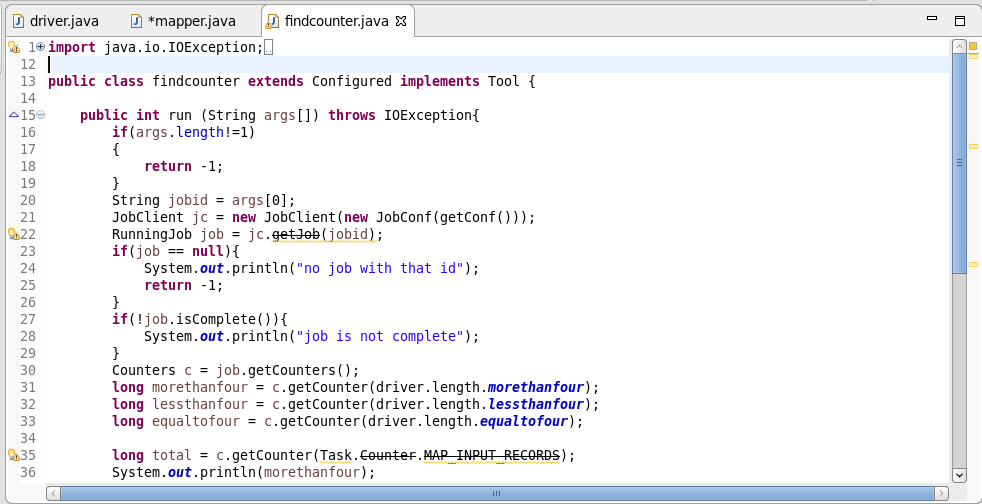 driver.java *mapper.java findcounter.java
1 import java.io.IOException;
12
13 public class findcounter extends Configured implements Tool {
14
15 public int run (String args[]) throws IOException{
16 if(args.length!=1)
17 {
18 return -1;
19 }
20 String jobid = args[0];
21 JobClient jc = new JobClient(new JobConf(getConf()));
22 RunningJob job = jc.getJob(jobid);
23 if(job == null){
24 System.out.println("no job with that id");
25 return -1;
26 }
27 if(!job.isComplete()){
28 System.out.println("job is not complete");
29 }
30 Counters c = job.getCounters();
31 long morethanfour = c.getCounter(driver.length.morethanfour);
32 long lessthanfour = c.getCounter(driver.length.lessthanfour);
33 long equaltofour = c.getCounter(driver.length.equaltofour);
34
35 long total = c.getCounter(Task.Counter.MAP_INPUT_RECORDS);
36 System.out.println(morethanfour);